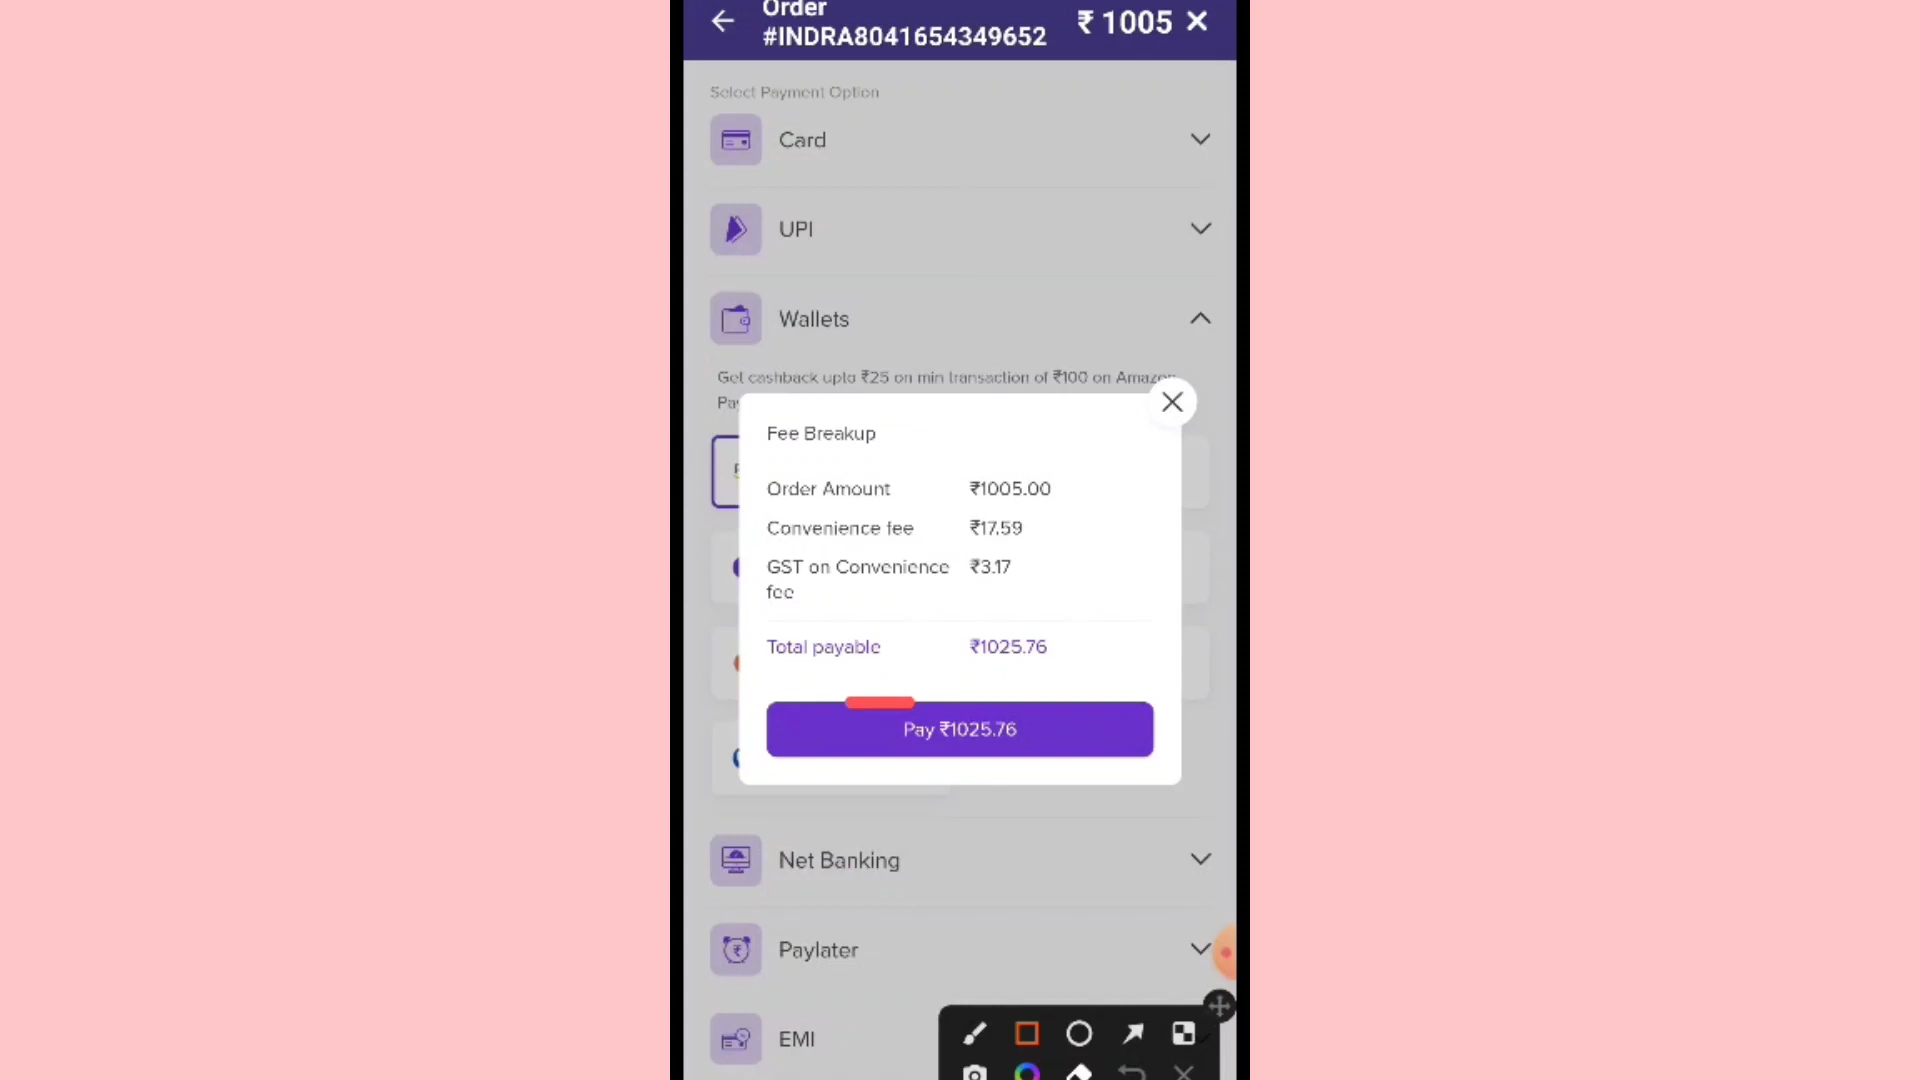 Order
#INDRA8041654349652
₹ 1005
Select Payment Option
Card
UPI
Wallets
Get cashback upto ₹25 on min transaction of ₹100 on Amazon
Fee Breakup
Order Amount ₹1005.00
Convenience fee ₹17.59
GST on Convenience ₹3.17
fee
Total payable ₹1025.76
Pay ₹1025.76
Net Banking
Paylater
EMI